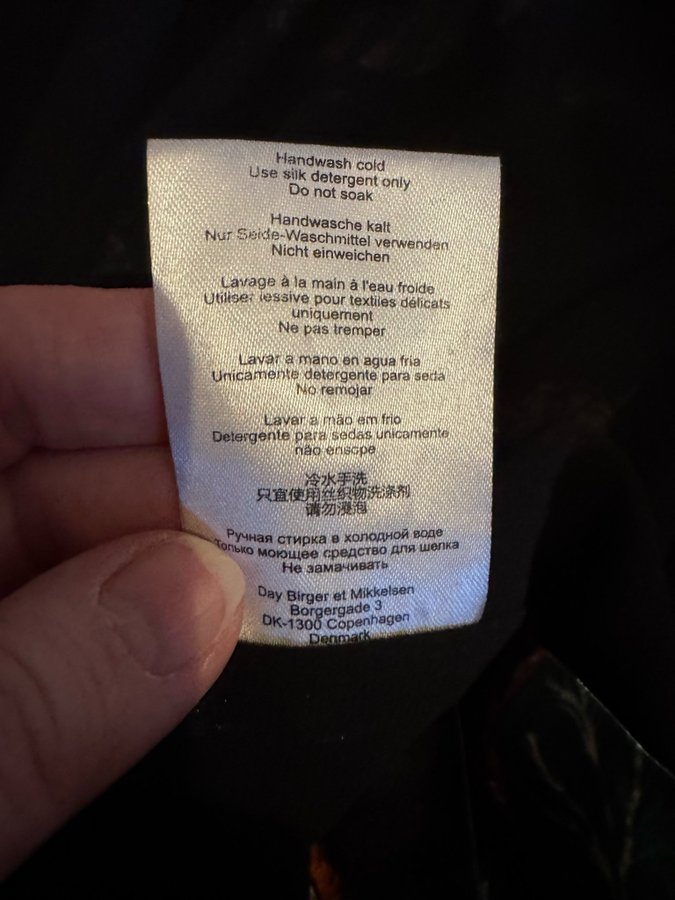 Handwash cold
Use silk detergent only
Do not soak
Handwasche kalt
Nur Seide-Waschmittel verwenden
Nicht einweichen
Lavage à la main à l'eau froide
Utiliser lessive pour textiles délicats
uniquement
Ne pas tremper
Lavar a mano en agua fria
Unicamente detergente para seda
No remojar
Lavar a mão em frio
Detergente para sedas unicamente
não enscpe
冷水手洗
只宜使用丝织物洗涤剂
请勿浸泡
Ручная стирка в холодной воде
Только моющее средство для шелка
Не замачивать
Day Birger et Mikkelsen
Borgergade 3
DK-1300 Copenhagen
Denmark